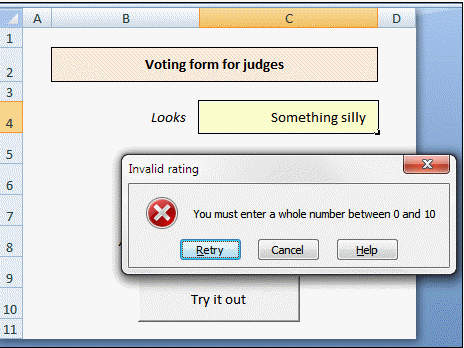 A B C D
1
2 Voting form for judges
3
4 Looks Something silly
5
Invalid rating
6
You must enter a whole number between 0 and 10
7
8 Retry Cancel Help
9
10 Try it out
11